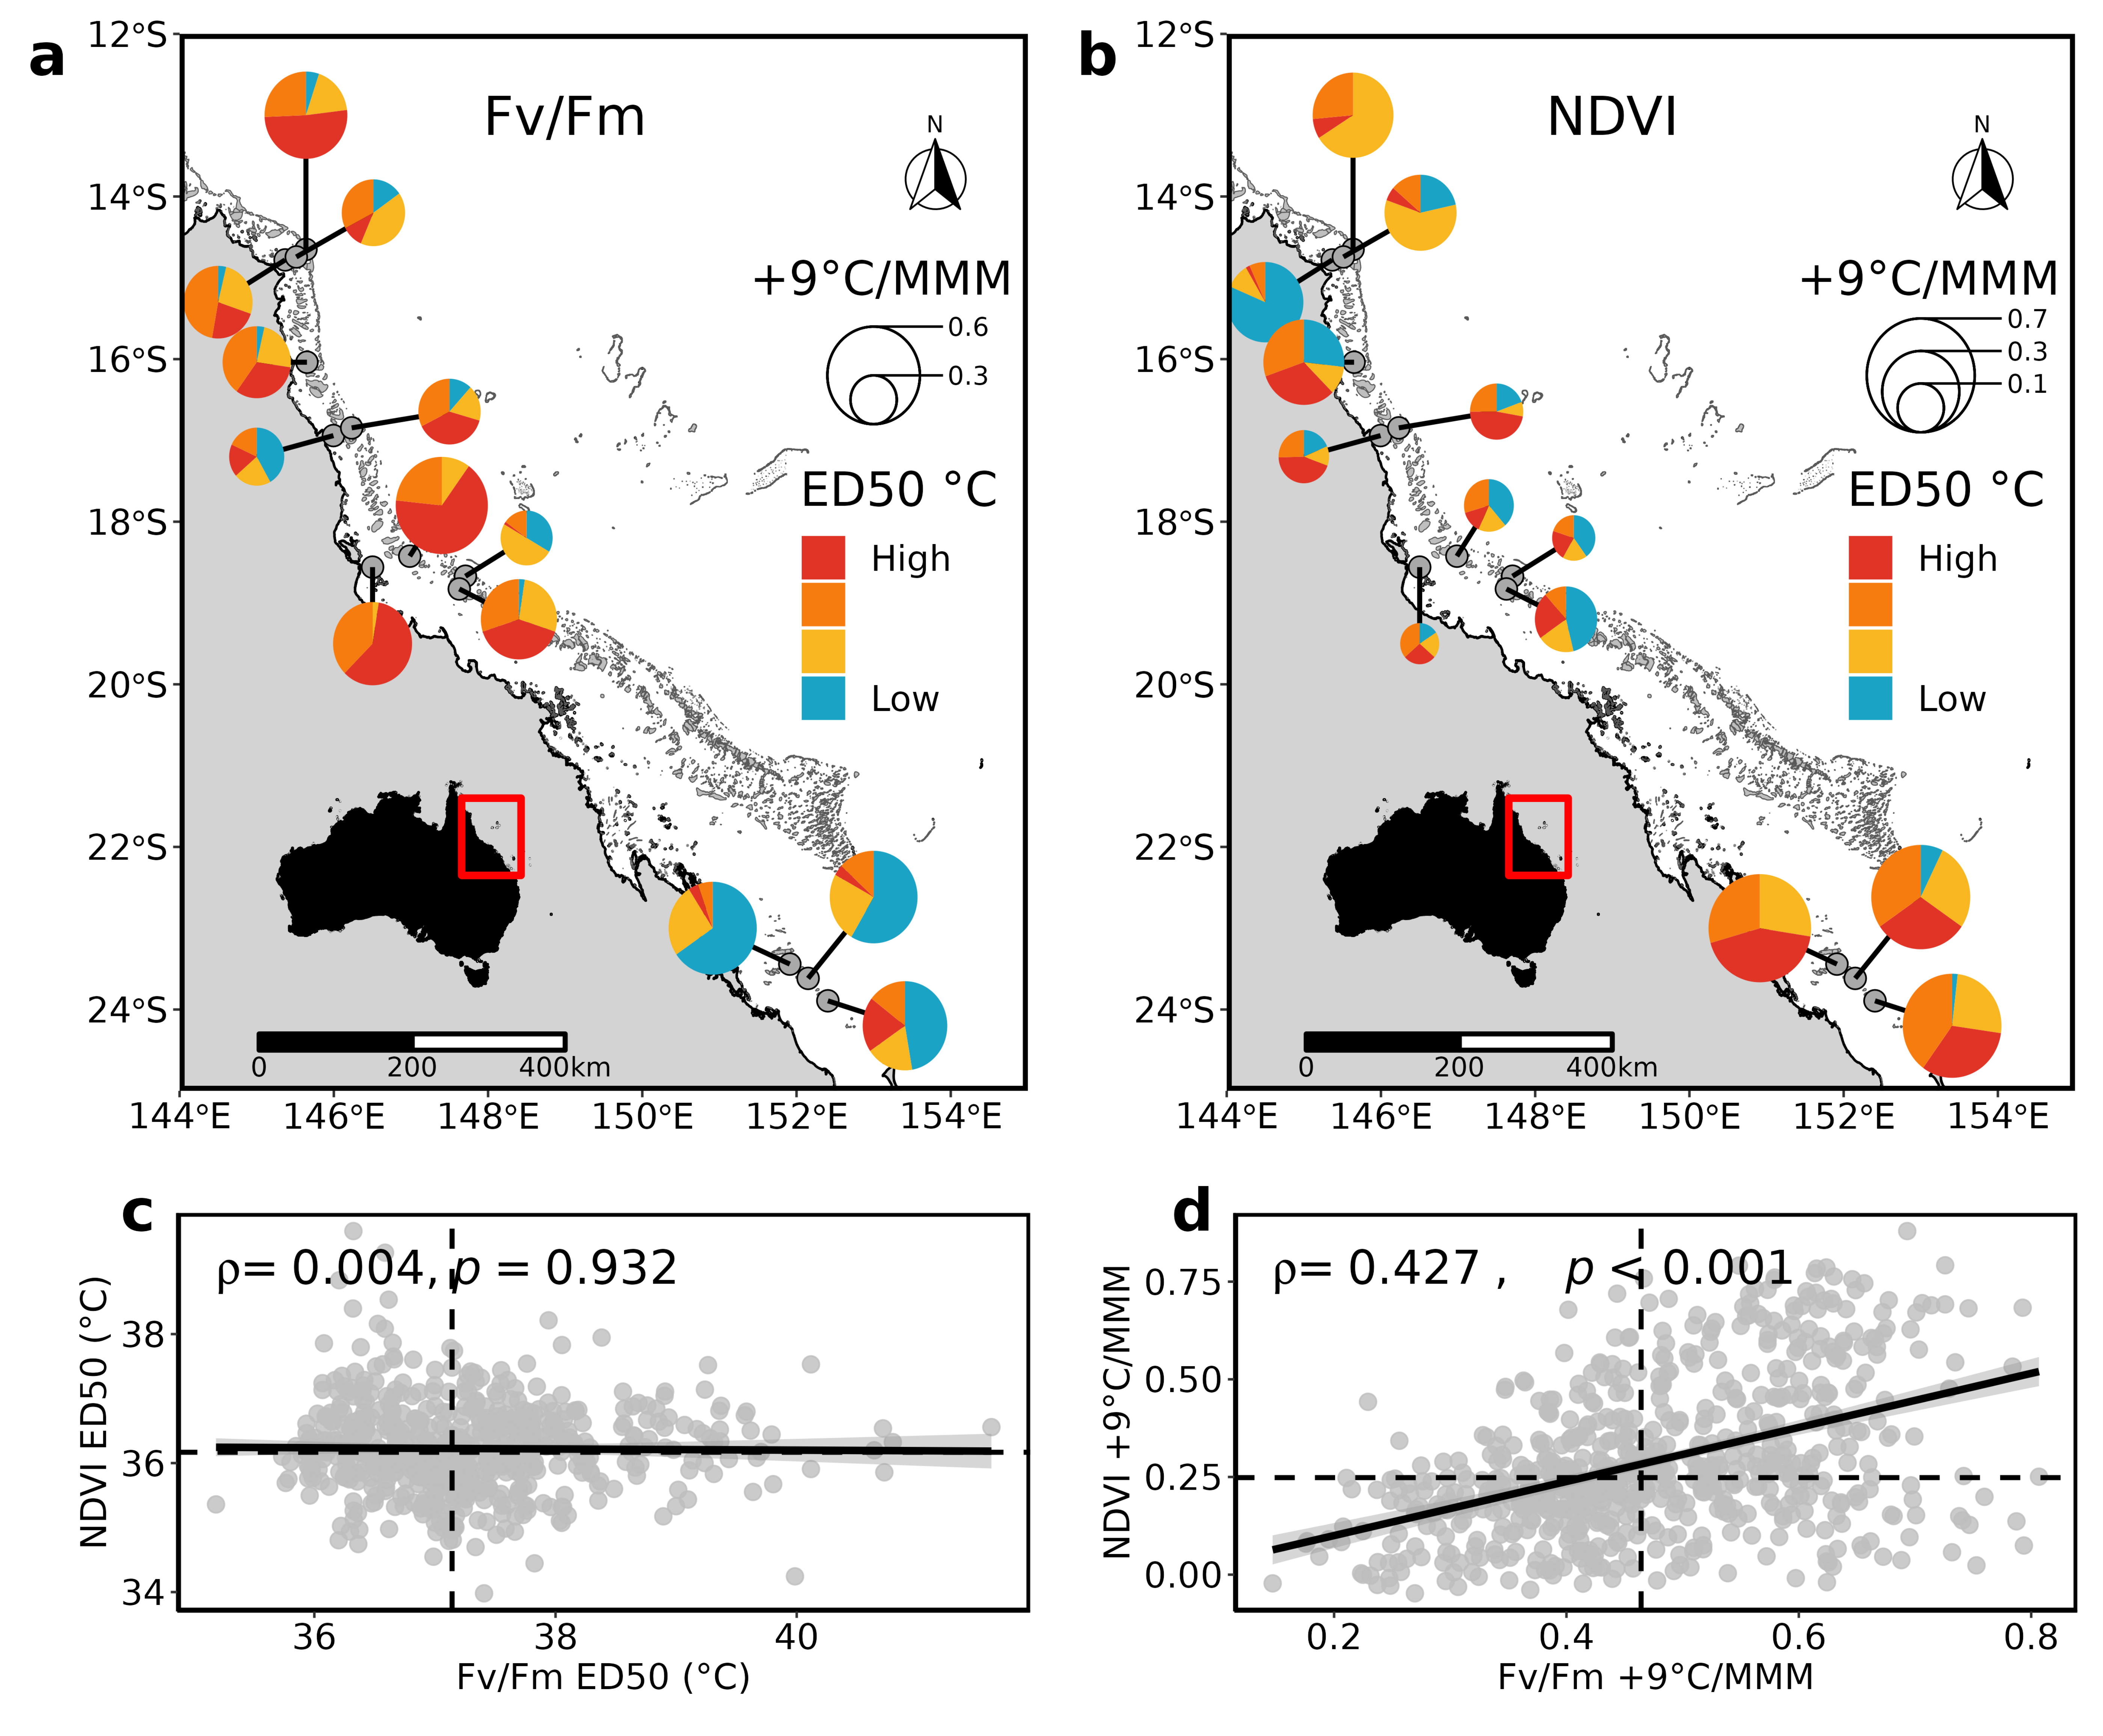 a
12°S
14°S
16°S
18°S
20°S
22°S
24°S
Fv/Fm
N
+9°C/MMM
0.6
0.3
ED50 °C
High
Low
0
200
400km
144°E
146°E
148°E
150°E
152°E
154°E
b
12°S
14°S
16°S
18°S
20°S
22°S
24°S
NDVI
N
+9°C/MMM
0.7
0.3
0.1
ED50 °C
High
Low
0
200
400km
144°E
146°E
148°E
150°E
152°E
154°E
c
ρ= 0.004, p = 0.932
NDVI ED50 (°C)
38
36
34
36
38
40
Fv/Fm ED50 (°C)
d
ρ= 0.427 , p < 0.001
NDVI +9°C/MMM
0.75
0.50
0.25
0.00
0.2
0.4
0.6
0.8
Fv/Fm +9°C/MMM